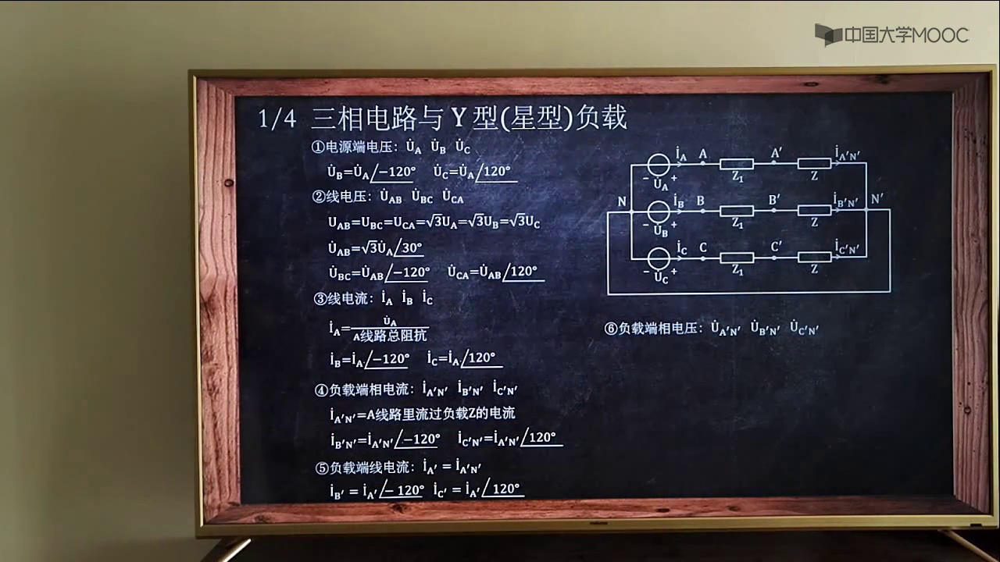 中国大学MOOC
1/4 三相电路与 Y 型(星型)负载
①电源端电压：U̇A U̇B U̇C
U̇B=U̇A/−120° U̇C=U̇A/120°
②线电压：U̇AB U̇BC U̇CA
UAB=UBC=UCA=√3UA=√3UB=√3UC
U̇AB=√3U̇A/30°
U̇BC=U̇AB/−120° U̇CA=U̇AB/120°
③线电流：İA İB İC
İA=U̇A/A线路总阻抗
İB=İA/−120° İC=İA/120°
④负载端相电流：İA′N′ İB′N′ İC′N′
İA′N′=A线路里流过负载Z的电流
İB′N′=İA′N′/−120° İC′N′=İA′N′/120°
⑤负载端线电流：İA′ = İA′N′
İB′ = İA′/− 120° İC′ = İA′/ 120°
İA A A′ İA′N′
− U̇A + Z1 Z
N İB B B′ İB′N′ N′
− U̇B + Z1 Z
İC C C′ İC′N′
− U̇C + Z1 Z
⑥负载端相电压：U̇A′N′ U̇B′N′ U̇C′N′